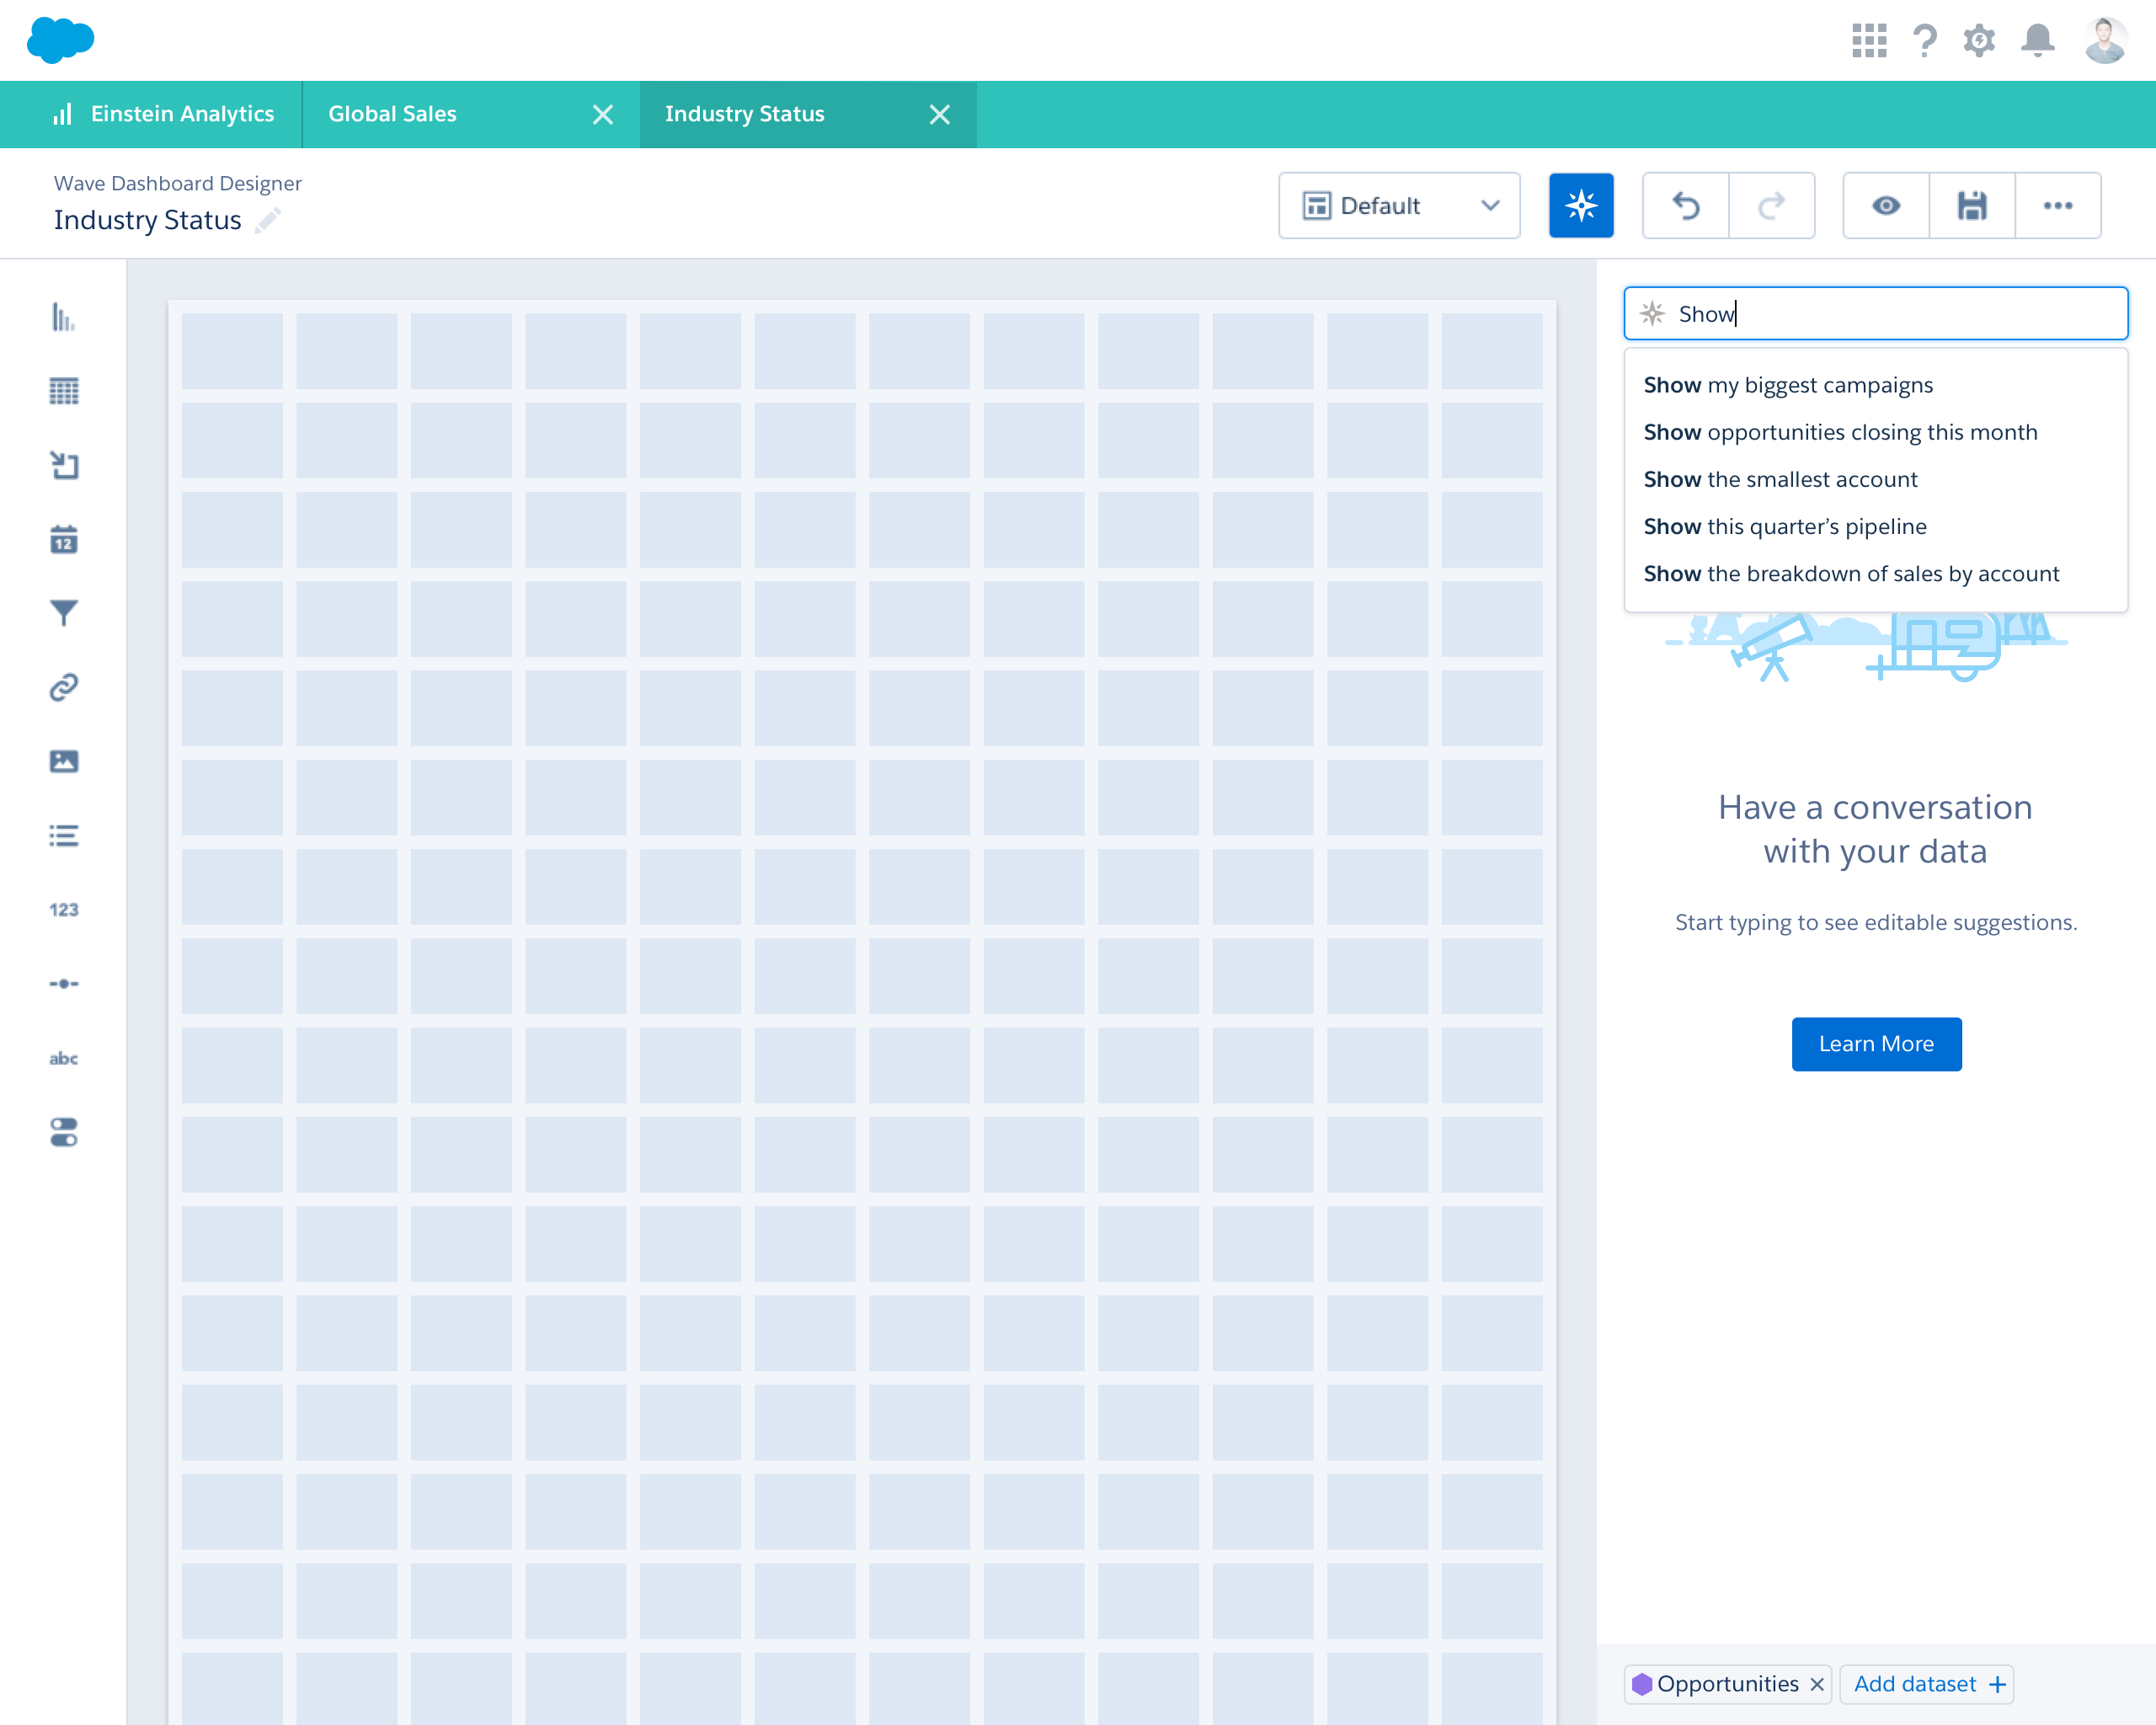 Einstein Analytics
Global Sales
Industry Status
Wave Dashboard Designer
Industry Status
Default
12
123
abc
Show
Show my biggest campaigns
Show opportunities closing this month
Show the smallest account
Show this quarter’s pipeline
Show the breakdown of sales by account
Have a conversation
with your data
Start typing to see editable suggestions.
Learn More
Opportunities
Add dataset